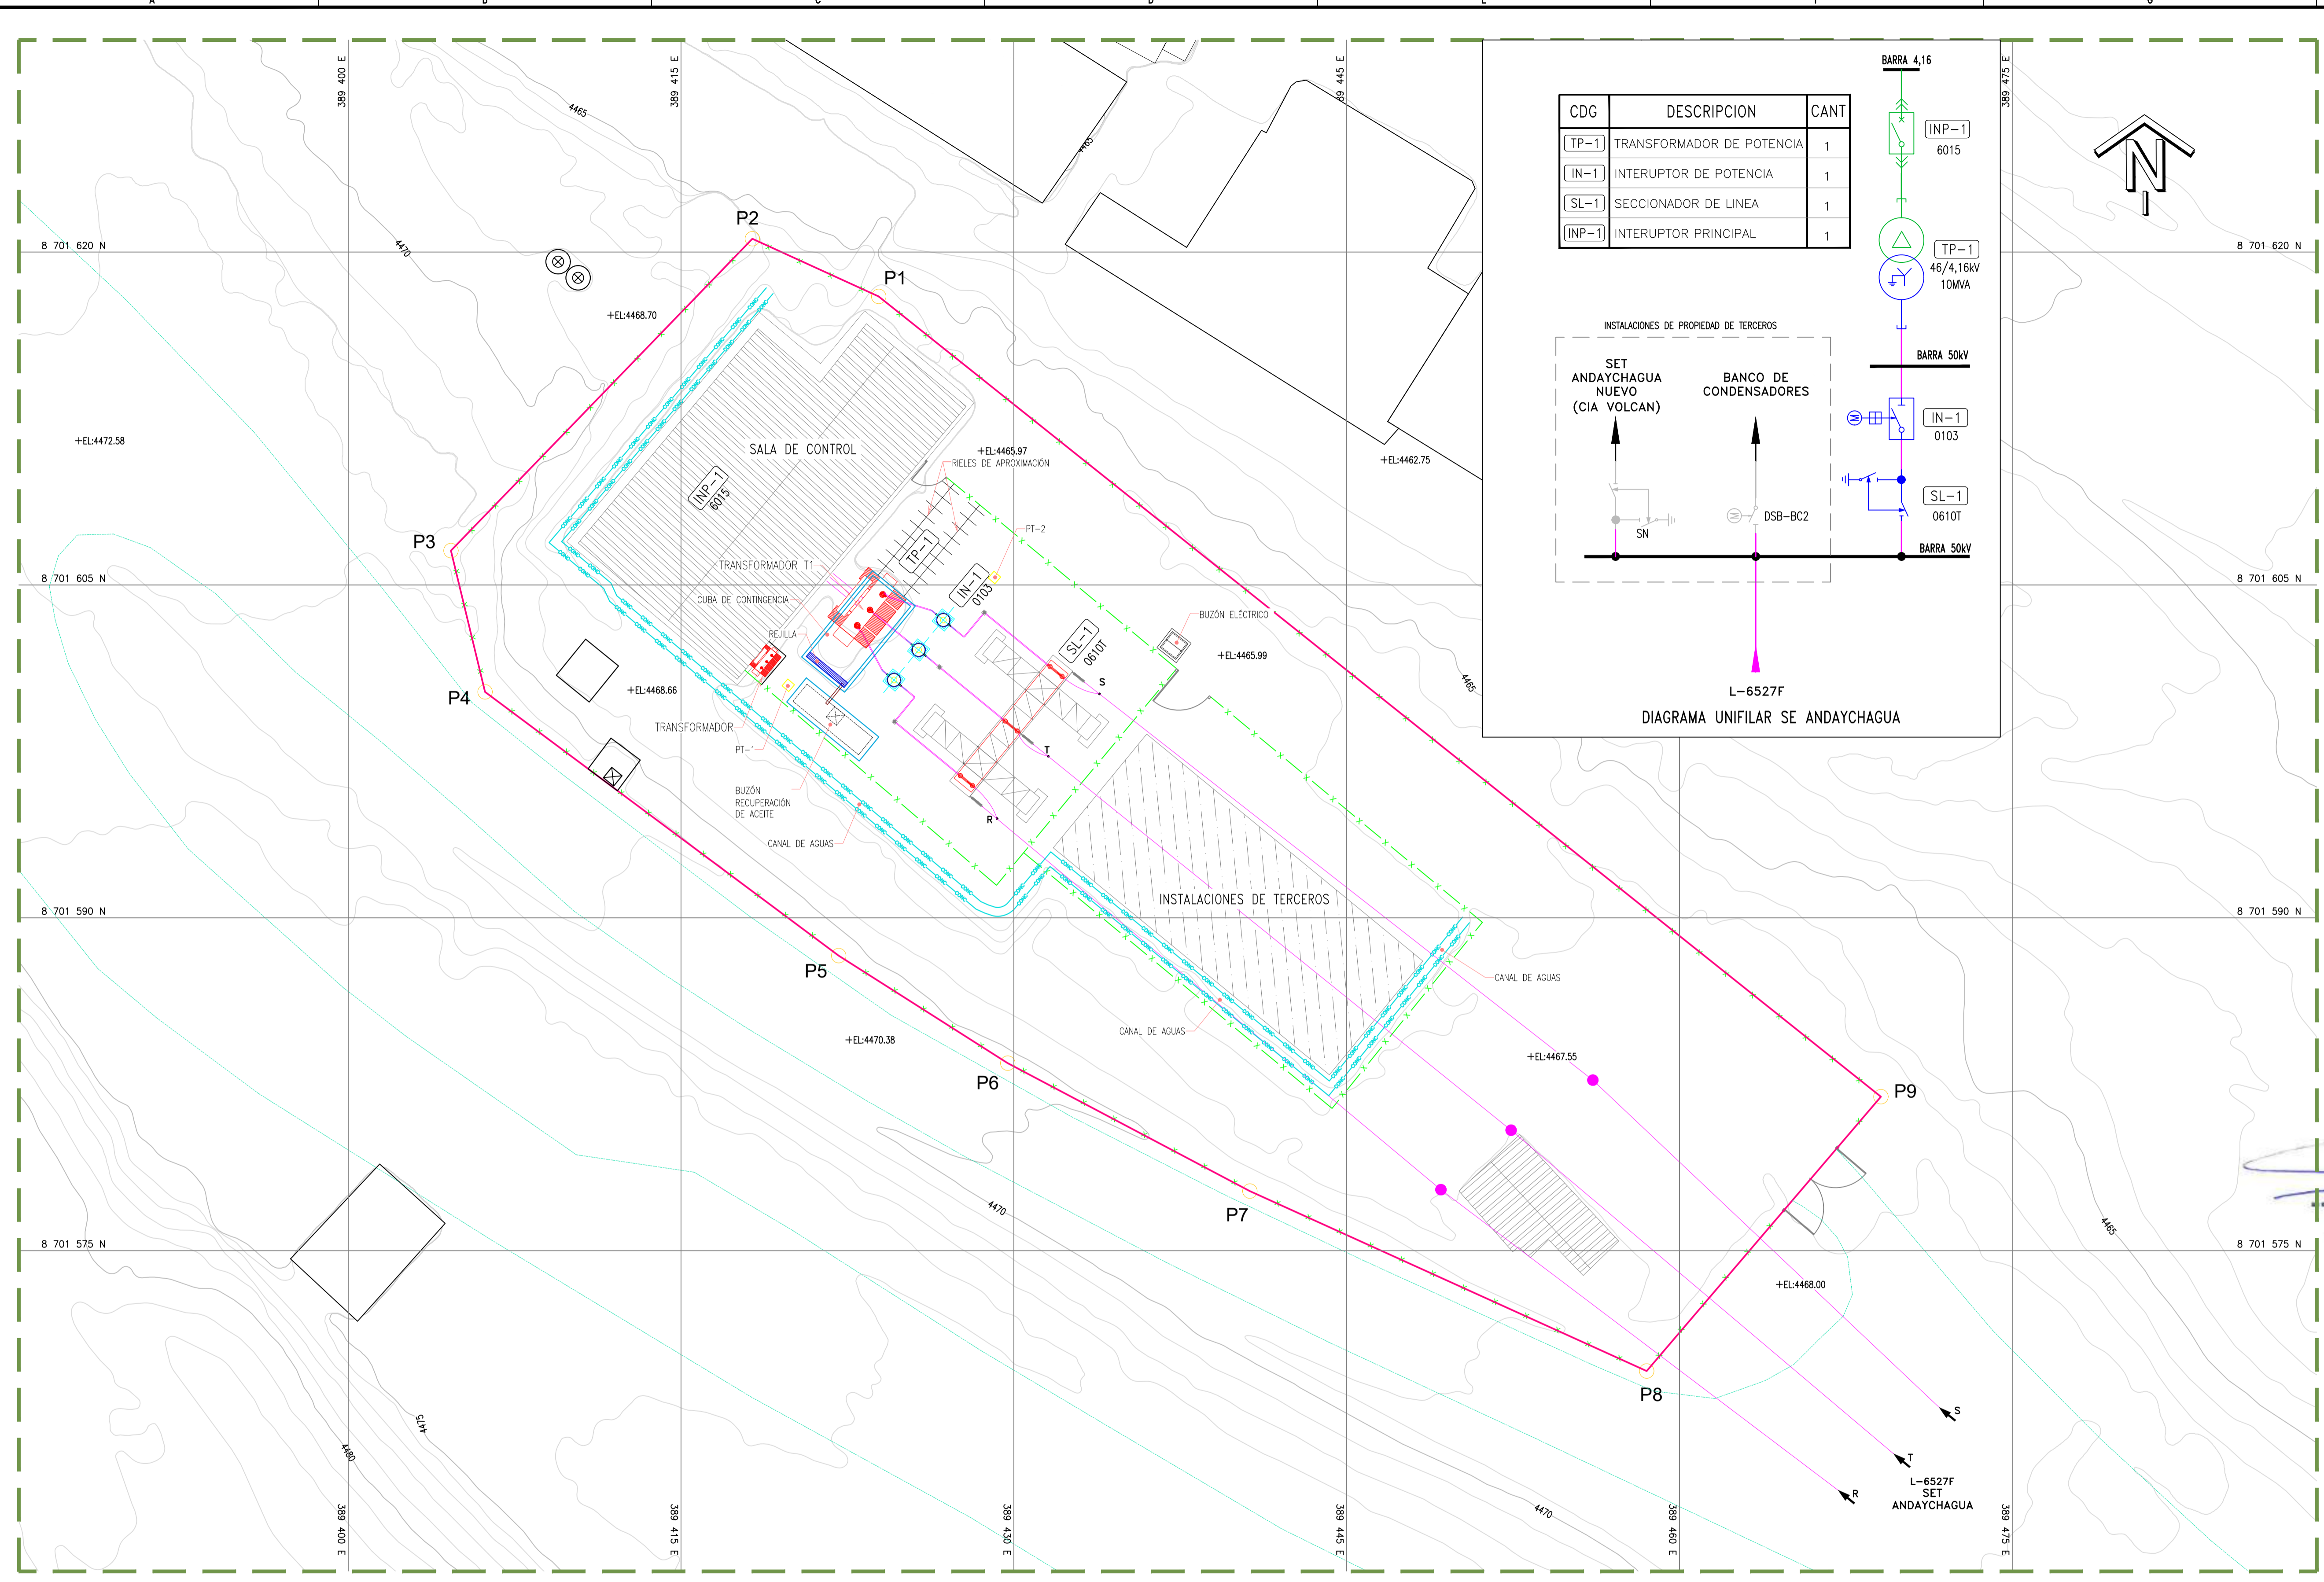 389 400 E
389 415 E
89 445 E
389 475 E
4465
4465
4470
P2
P1
8 701 620 N
8 701 620 N
+EL:4468.70
+EL:4472.58
SALA DE CONTROL
INP-1
6015
+EL:4465.97
RIELES DE APROXIMACIÓN
+EL:4462.75
PT-2
P3
8 701 605 N
8 701 605 N
TRANSFORMADOR T1
TP-1
IN-1
0103
CUBA DE CONTINGENCIA
REJILLA
BUZÓN ELÉCTRICO
SL-1
0610T
+EL:4465.99
4465
P4
+EL:4468.66
S
T
R
TRANSFORMADOR
PT-1
BUZÓN
RECUPERACIÓN
DE ACEITE
CANAL DE AGUAS
INSTALACIONES DE TERCEROS
8 701 590 N
8 701 590 N
P5
CANAL DE AGUAS
CANAL DE AGUAS
+EL:4470.38
+EL:4467.55
P6
P9
P7
4470
8 701 575 N
8 701 575 N
4465
+EL:4468.00
P8
S
T
R
L-6527F
SET
ANDAYCHAGUA
4475
4480
4470
389 400 E
389 415 E
389 430 E
389 445 E
389 460 E
389 475 E
CDG DESCRIPCION CANT
TP-1 TRANSFORMADOR DE POTENCIA 1
IN-1 INTERUPTOR DE POTENCIA 1
SL-1 SECCIONADOR DE LINEA 1
INP-1 INTERUPTOR PRINCIPAL 1
BARRA 4,16
INP-1
6015
TP-1
46/4,16kV
10MVA
BARRA 50kV
IN-1
0103
SL-1
0610T
BARRA 50kV
INSTALACIONES DE PROPIEDAD DE TERCEROS
SET
ANDAYCHAGUA
NUEVO
(CIA VOLCAN)
BANCO DE
CONDENSADORES
M
M
DSB-BC2
SN
L-6527F
DIAGRAMA UNIFILAR SE ANDAYCHAGUA
N